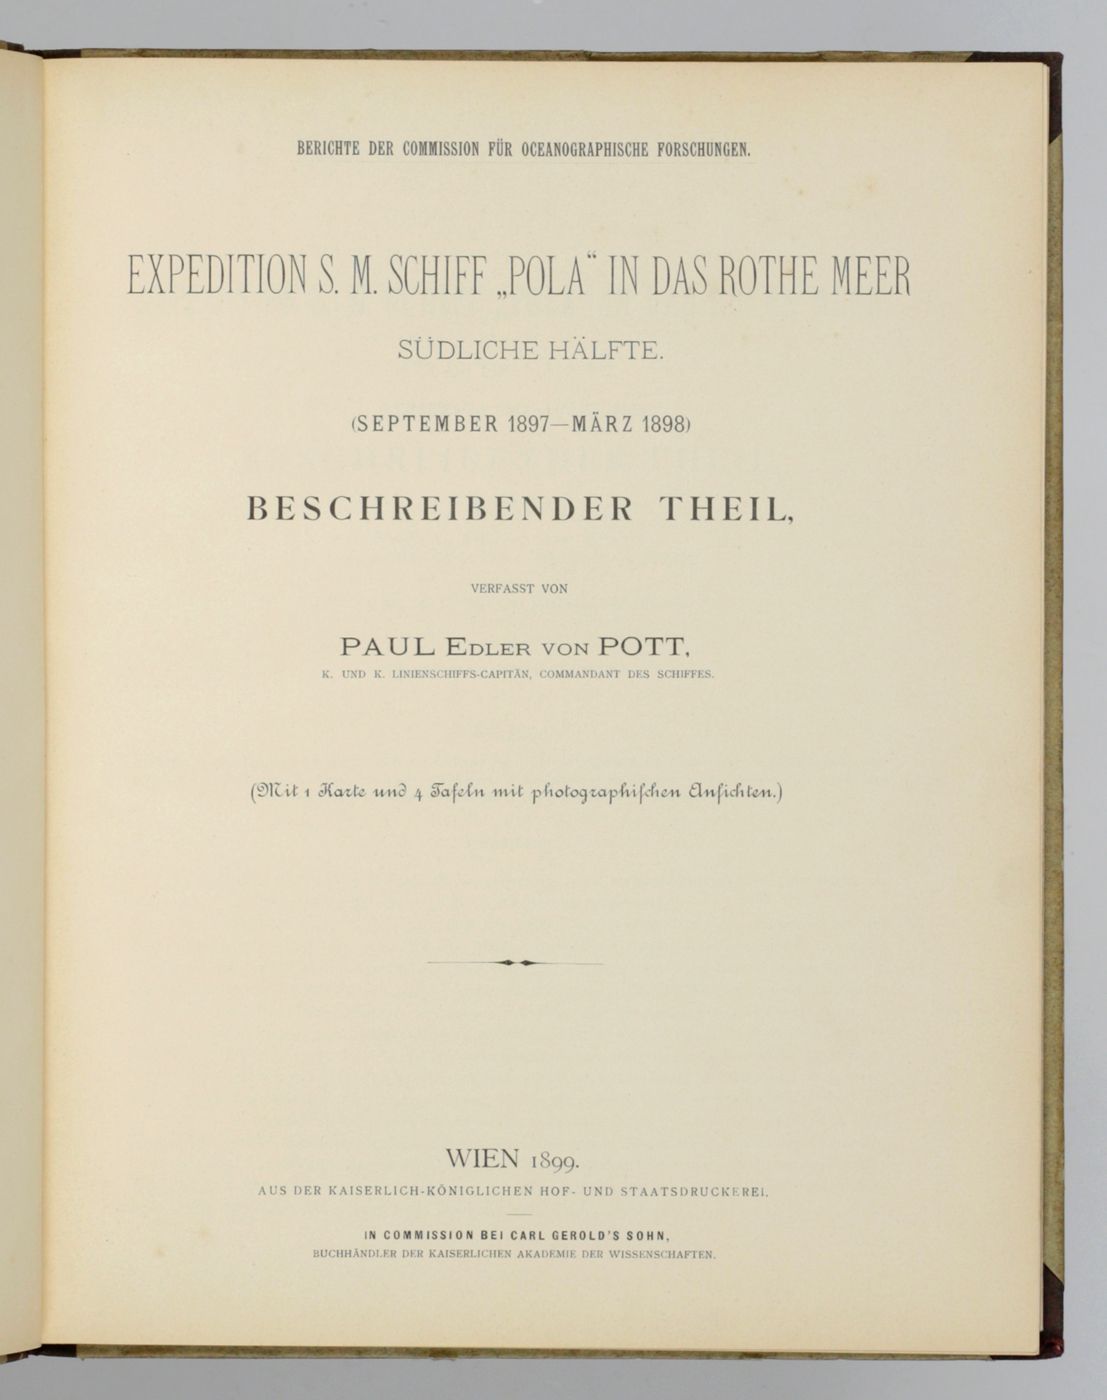 BERICHTE DER COMMISSION FÜR OCEANOGRAPHISCHE FORSCHUNGEN.
EXPEDITION S. M. SCHIFF „POLA“ IN DAS ROTHE MEER
SÜDLICHE HÄLFTE.
(SEPTEMBER 1897—MÄRZ 1898)
BESCHREIBENDER THEIL,
VERFASST VON
PAUL EDLER VON POTT,
K. UND K. LINIENSCHIFFS-CAPITÄN, COMMANDANT DES SCHIFFES.
(Mit 1 Karte und 4 Tafeln mit photographiſchen Anſichten.)
WIEN 1899.
AUS DER KAISERLICH-KÖNIGLICHEN HOF- UND STAATSDRUCKEREI.
IN COMMISSION BEI CARL GEROLD'S SOHN,
BUCHHÄNDLER DER KAISERLICHEN AKADEMIE DER WISSENSCHAFTEN.